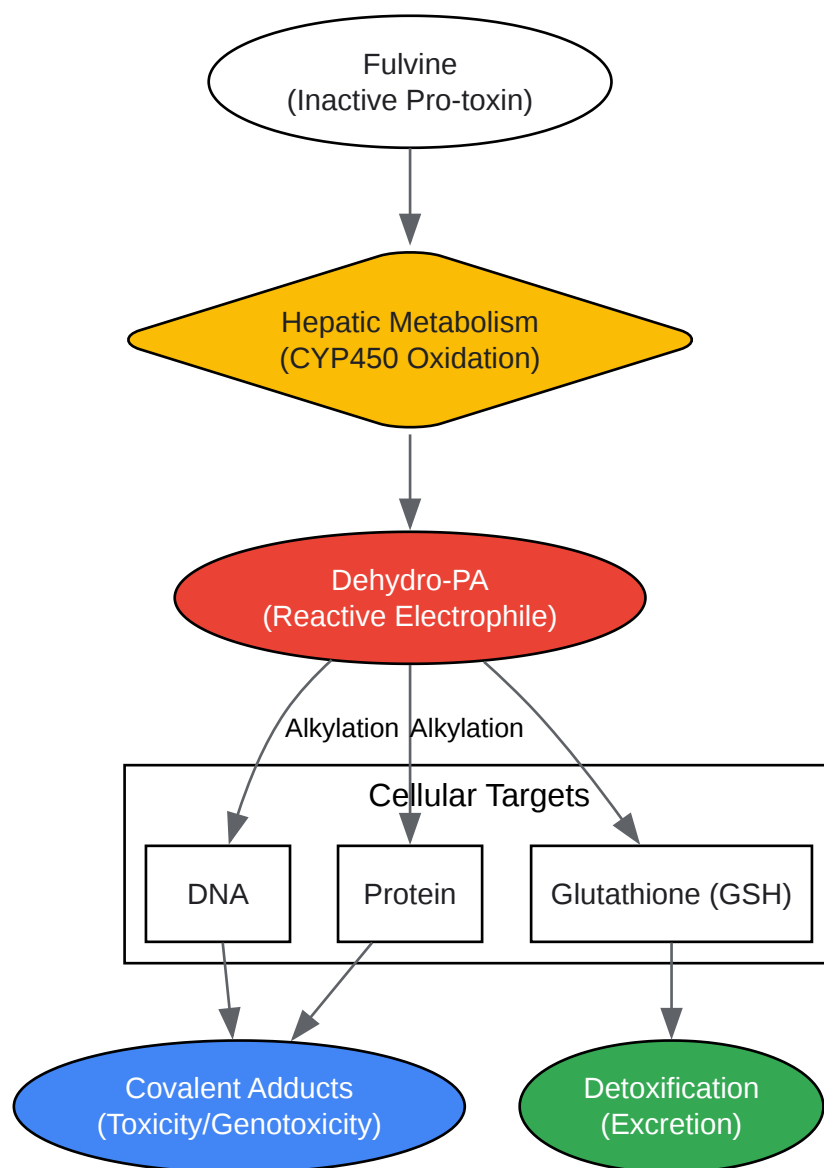 Fulvine
(Inactive Pro-toxin)
Hepatic Metabolism
(CYP450 Oxidation)
Dehydro-PA
(Reactive Electrophile)
Alkylation Alkylation
Cellular Targets
DNA Protein Glutathione (GSH)
Covalent Adducts
(Toxicity/Genotoxicity)
Detoxification
(Excretion)